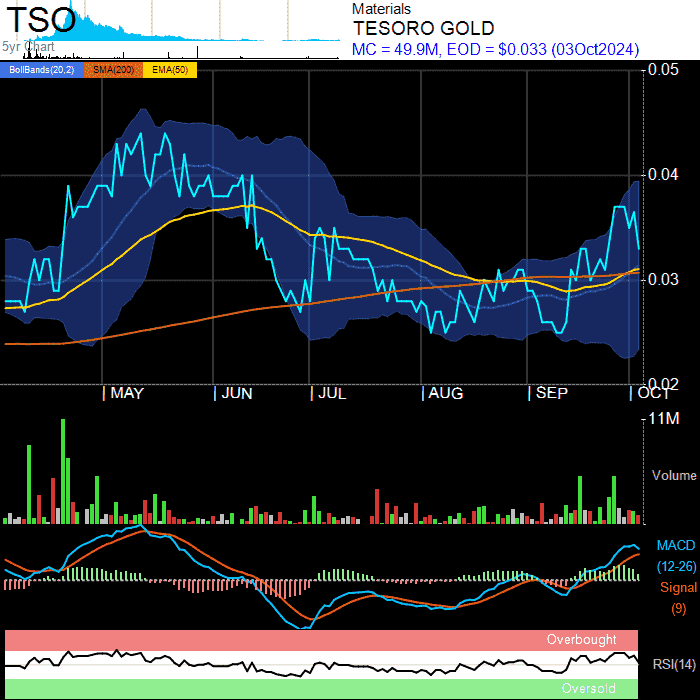 TSO
5yr Chart
Materials
TESORO GOLD
MC = 49.9M, EOD = $0.033 (03Oct2024)
BollBands(20,2) SMA(200) EMA(50)
0.05
0.04
0.03
0.02
MAY JUN JUL AUG SEP OCT
11M
Volume
MACD
(12-26)
Signal
(9)
Overbought
RSI(14)
Oversold